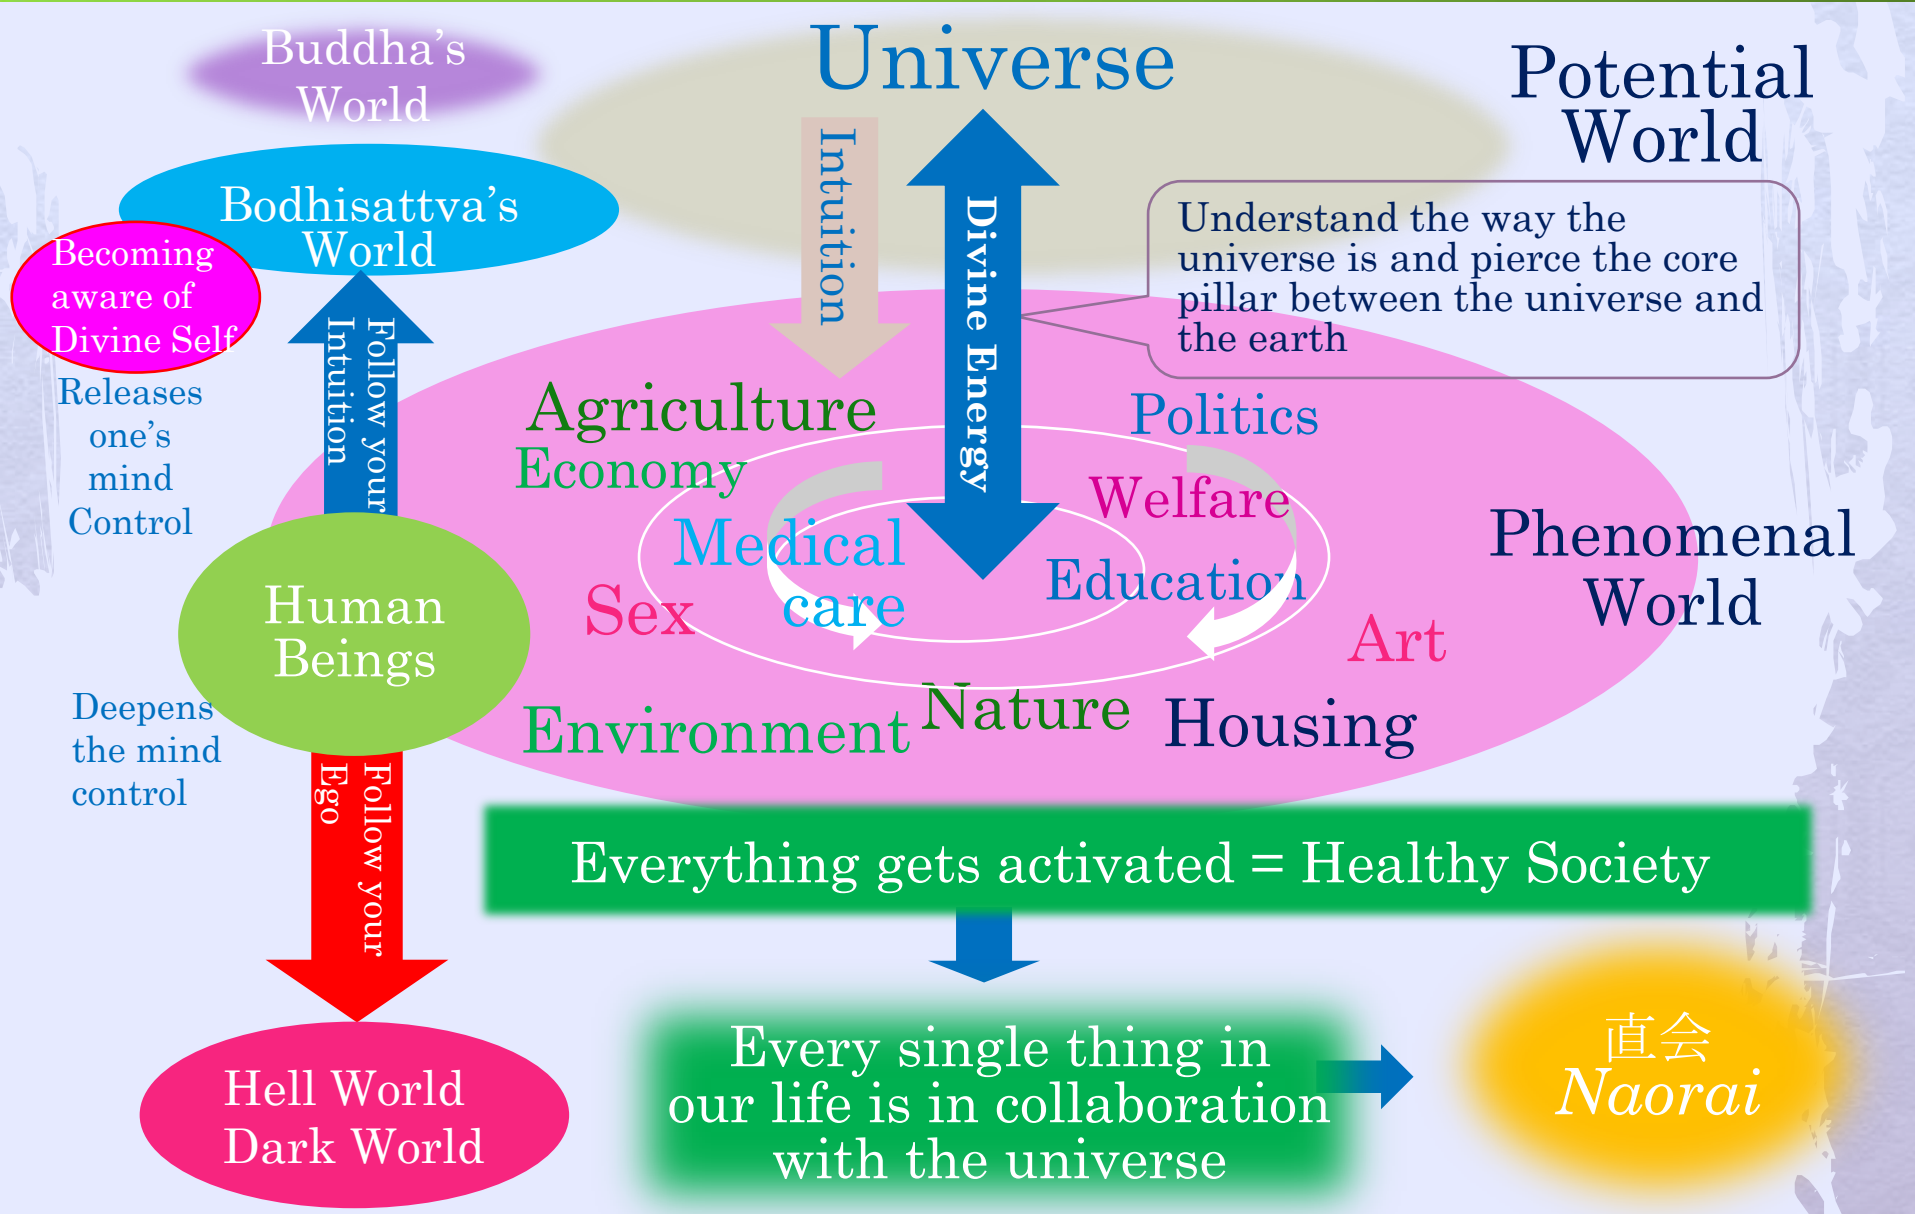 Buddha’s
World
Universe
Potential
World
Bodhisattva’s
World
Becoming
aware of
Divine Self
Intuition
Divine Energy
Understand the way the
universe is and pierce the core
pillar between the universe and
the earth
Follow your
Intuition
Releases
one’s
mind
Control
Agriculture
Economy
Politics
Welfare
Medical
care
Education
Sex
Art
Phenomenal
World
Human
Beings
Environment
Nature
Housing
Deepens
the mind
control
Follow your
Ego
Everything gets activated = Healthy Society
Hell World
Dark World
Every single thing in
our life is in collaboration
with the universe
直会
Naorai